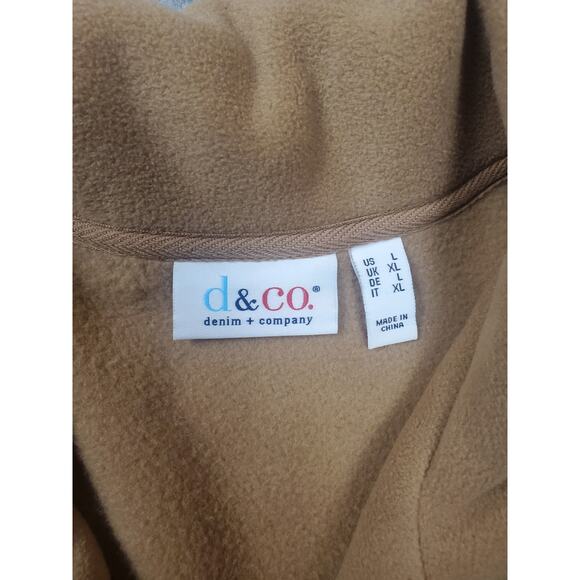 d & co.®
denim + company
US L
UK XL
DE L
IT XL
MADE IN
CHINA